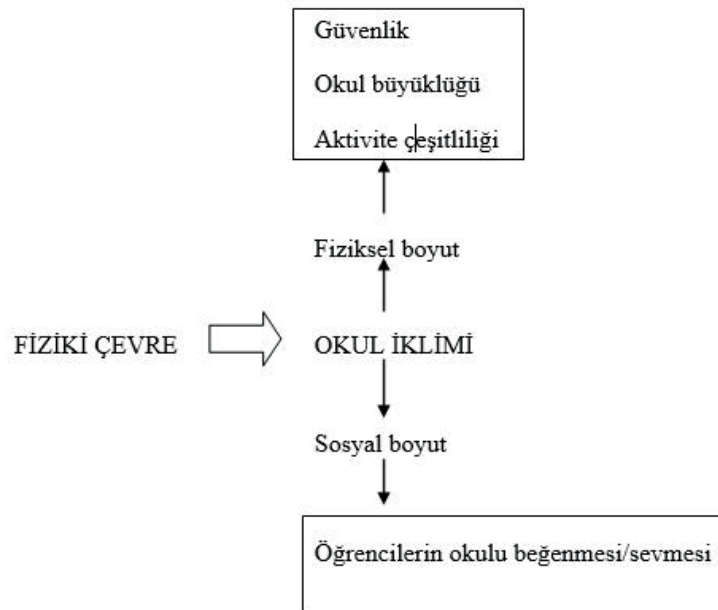 Güvenlik
Okul büyüklüğü
Aktivite çeşitliliği
Fiziksel boyut
FİZİKİ ÇEVRE
OKUL İKLİMİ
Sosyal boyut
Öğrencilerin okulu beğenmesi/sevmesi